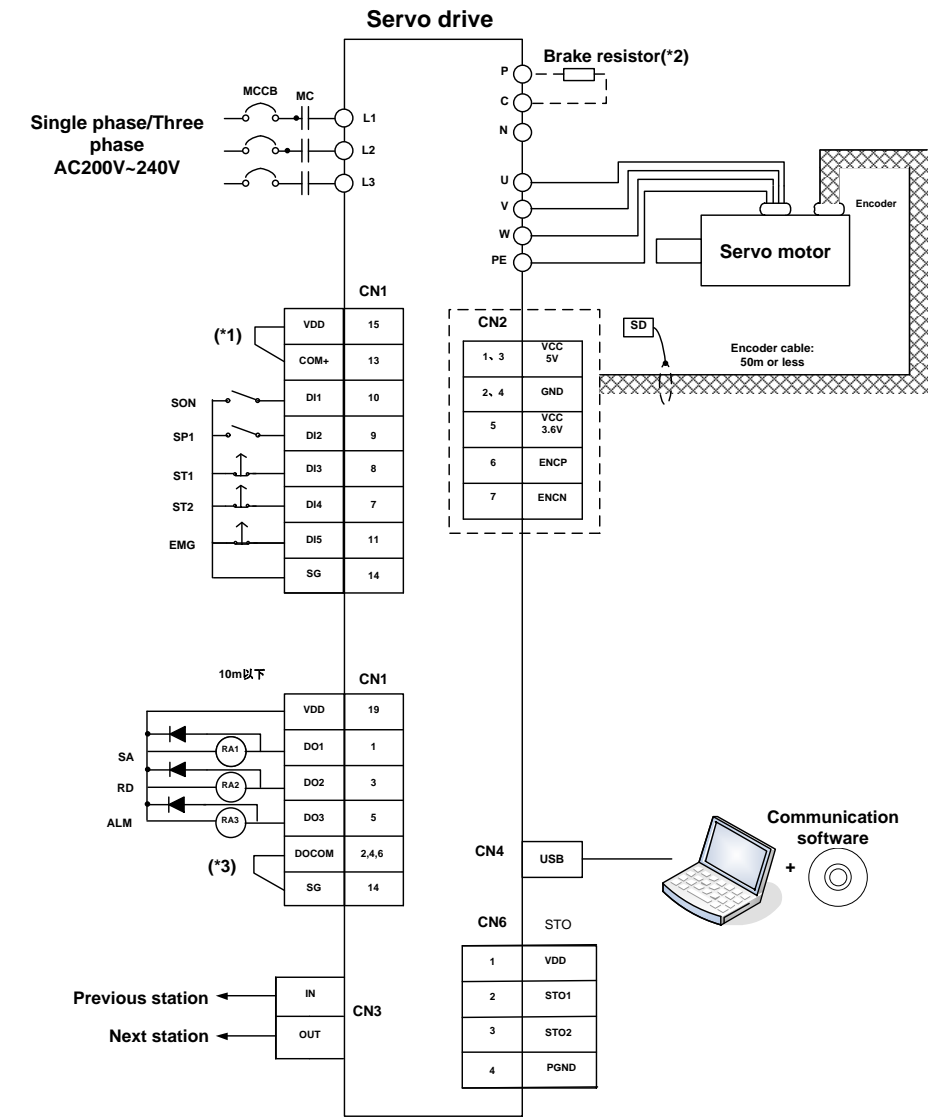 Servo drive
Single phase/Three
phase
AC200V~240V
MCCB
MC
L1
L2
L3
P
C
N
Brake resistor(*2)
U
V
W
PE
Servo motor
Encoder
CN1
(*1)
VDD 15
COM+ 13
SON DI1 10
SP1 DI2 9
ST1 DI3 8
ST2 DI4 7
EMG DI5 11
SG 14
CN2
1、3 VCC
5V
2、4 GND
5 VCC
3.6V
6 ENCP
7 ENCN
SD
Encoder cable:
50m or less
10m以下
CN1
VDD 19
SA RA1 DO1 1
RD RA2 DO2 3
ALM RA3 DO3 5
(*3)
DOCOM 2,4,6
SG 14
CN4
USB
Communication
software
+
CN6
STO
1 VDD
2 STO1
3 STO2
4 PGND
Previous station IN
Next station OUT
CN3